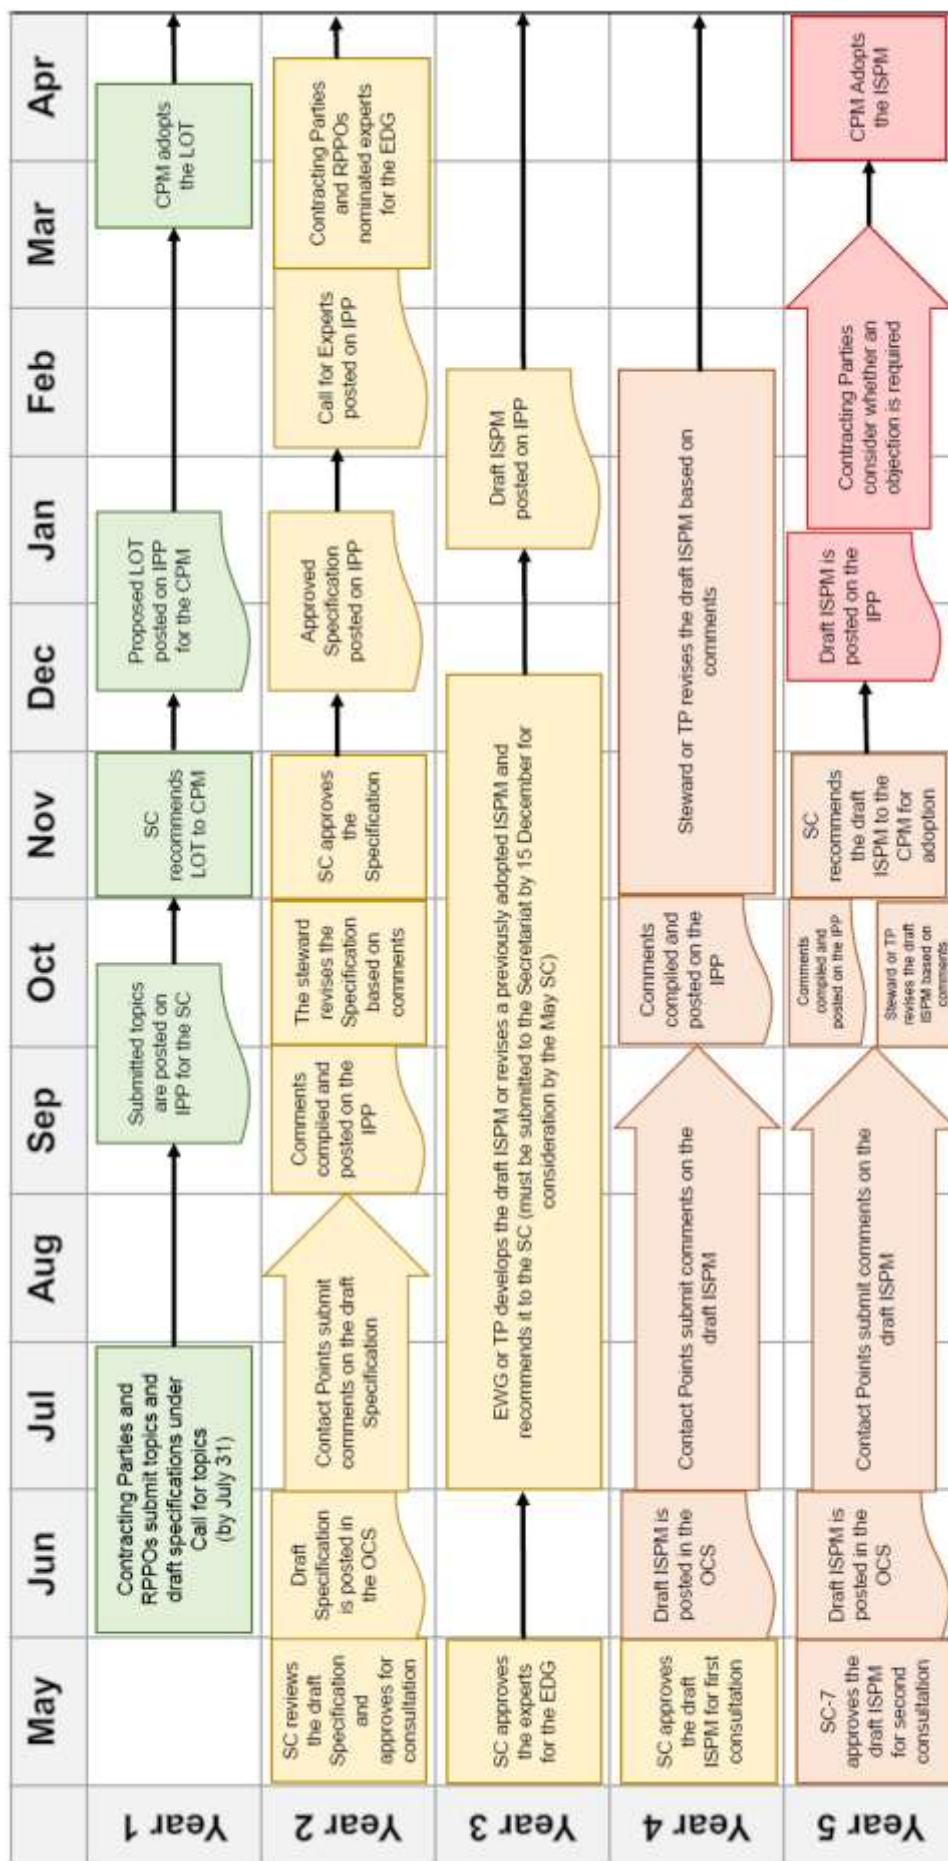 May
Jun
Jul
Aug
Sep
Oct
Nov
Dec
Jan
Feb
Mar
Apr
Year 1
Contracting Parties and
RPPOs submit topics and
draft specifications under
Call for topics
(by July 31)
Submitted topics
are posted on
IPP for the SC
SC
recommends
LOT to CPM
Proposed LOT
posted on IPP
for the CPM
CPM adopts
the LOT
Year 2
SC reviews
the draft
Specification
and
approves for
consultation
Draft
Specification
is posted in
the OCS
Contact Points submit
comments on the draft
Specification
Comments
compiled and
posted on the
IPP
The steward
revises the
Specification
based on
comments
SC approves
the
Specification
Approved
Specification
posted on IPP
Call for Experts
posted on IPP
Contracting Parties
and RPPOs
nominated experts
for the EDG
Year 3
SC approves
the experts
for the EDG
EWG or TP develops the draft ISPM or revises a previously adopted ISPM and
recommends it to the SC (must be submitted to the Secretariat by 15 December for
consideration by the May SC)
Draft ISPM
posted on IPP
Year 4
SC approves
the draft
ISPM for first
consultation
Draft ISPM is
posted in the
OCS
Contact Points submit comments on the
draft ISPM
Comments
compiled and
posted on the
IPP
Steward or TP revises the draft ISPM based on
comments
Year 5
SC-7
approves the
draft ISPM
for second
consultation
Draft ISPM is
posted in the
OCS
Contact Points submit comments on the
draft ISPM
Comments
compiled and
posted on the IPP
Steward or TP
revises the draft
ISPM based on
comments
SC
recommends
the draft
ISPM to the
CPM for
adoption
Draft ISPM is
posted on the
IPP
Contracting Parties
consider whether an
objection is required
CPM Adopts
the ISPM